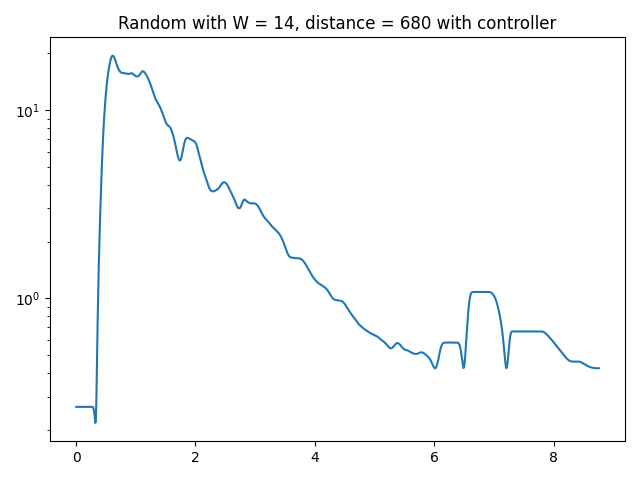 Random with W = 14, distance = 680 with controller
10¹
10⁰
0 2 4 6 8